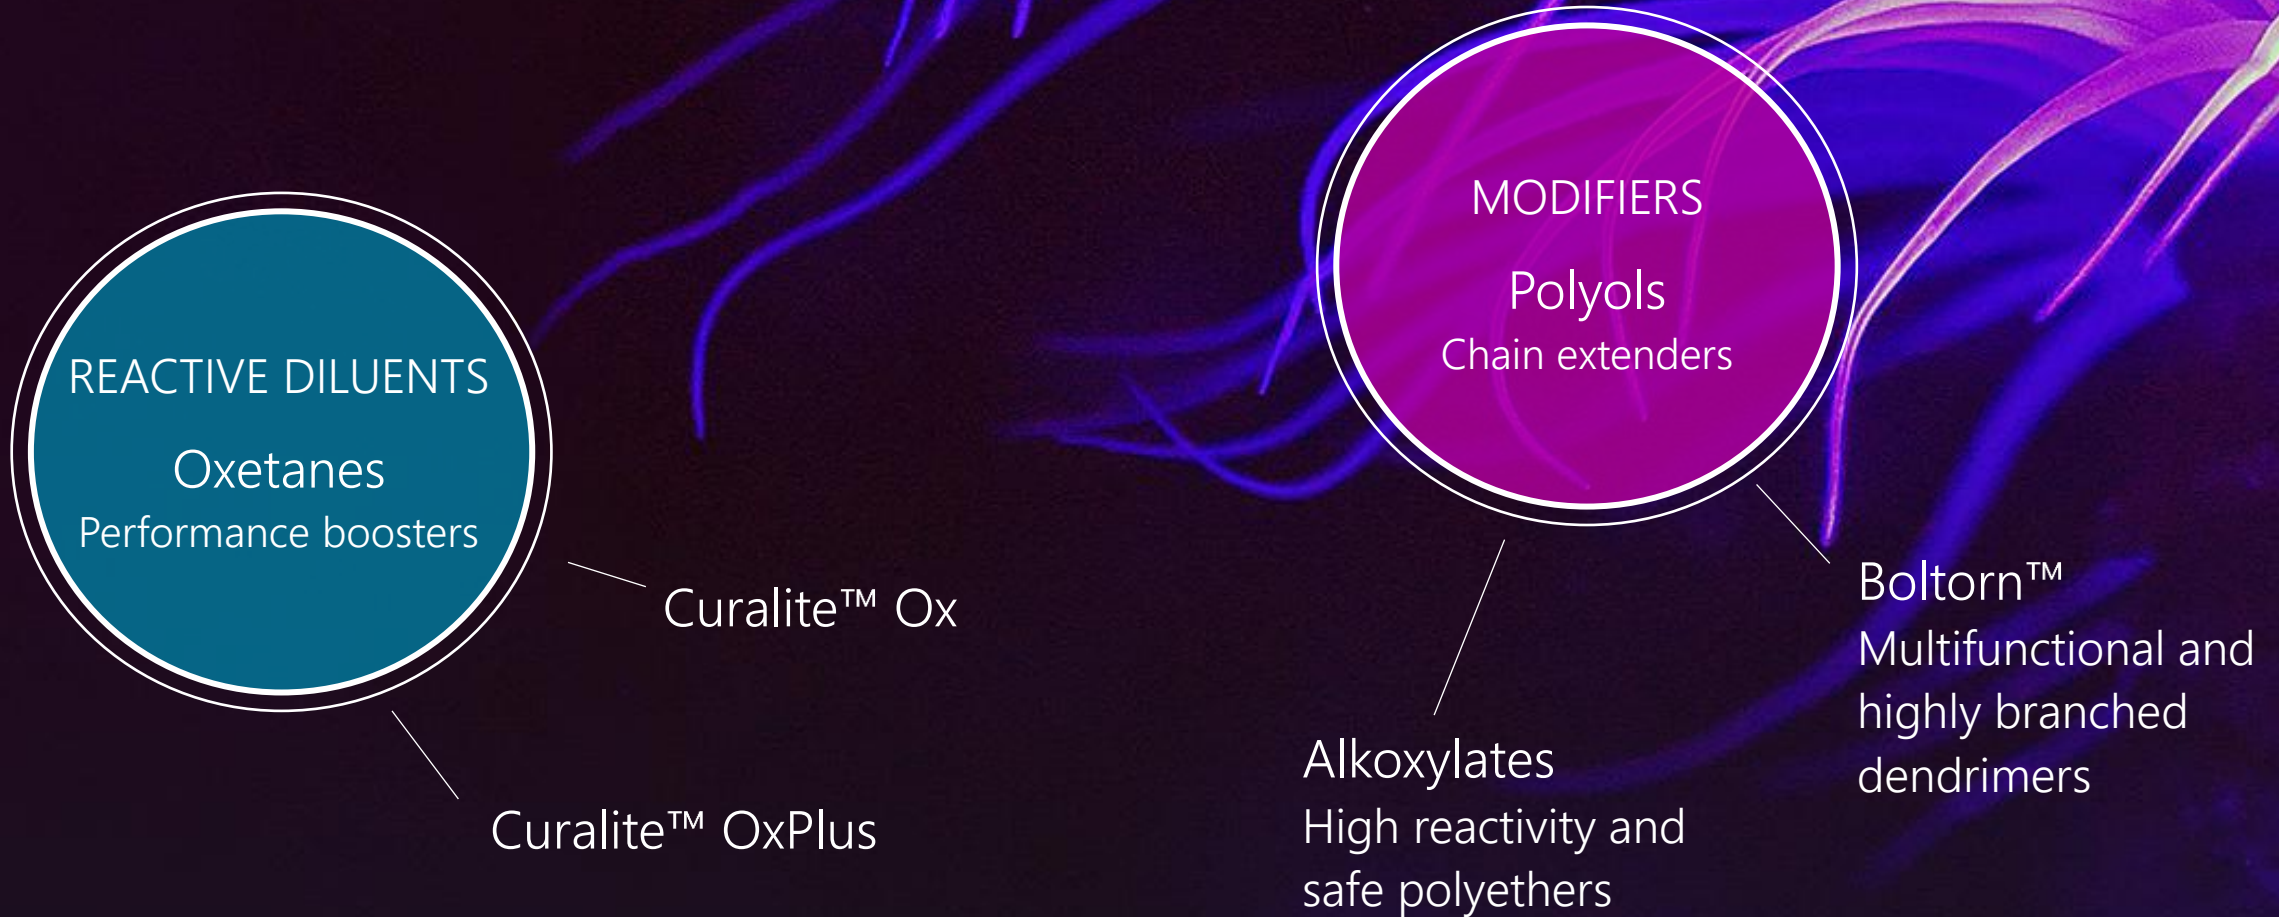 REACTIVE DILUENTS
Oxetanes
Performance boosters
Curalite™ Ox
Curalite™ OxPlus
MODIFIERS
Polyols
Chain extenders
Alkoxylates
High reactivity and
safe polyethers
Boltorn™
Multifunctional and
highly branched
dendrimers